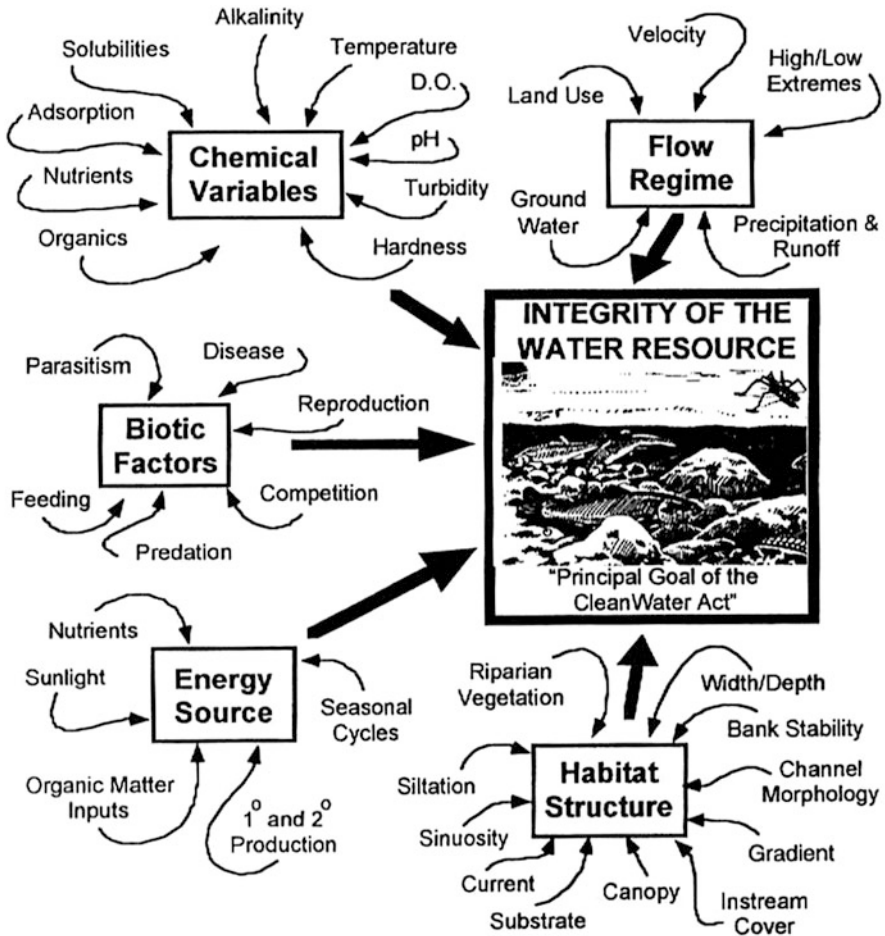 Alkalinity
Solubilities
Temperature
D.O.
Adsorption
pH
Chemical
Variables
Nutrients
Turbidity
Organics
Hardness
Velocity
High/Low
Extremes
Land Use
Flow
Regime
Ground
Water
Precipitation &
Runoff
INTEGRITY OF THE
WATER RESOURCE
"Principal Goal of the
CleanWater Act"
Parasitism
Disease
Reproduction
Biotic
Factors
Feeding
Competition
Predation
Nutrients
Sunlight
Energy
Source
Seasonal
Cycles
Organic Matter
Inputs
1° and 2°
Production
Riparian
Vegetation
Width/Depth
Bank Stability
Siltation
Habitat
Structure
Channel
Morphology
Sinuosity
Gradient
Current
Substrate
Canopy
Instream
Cover